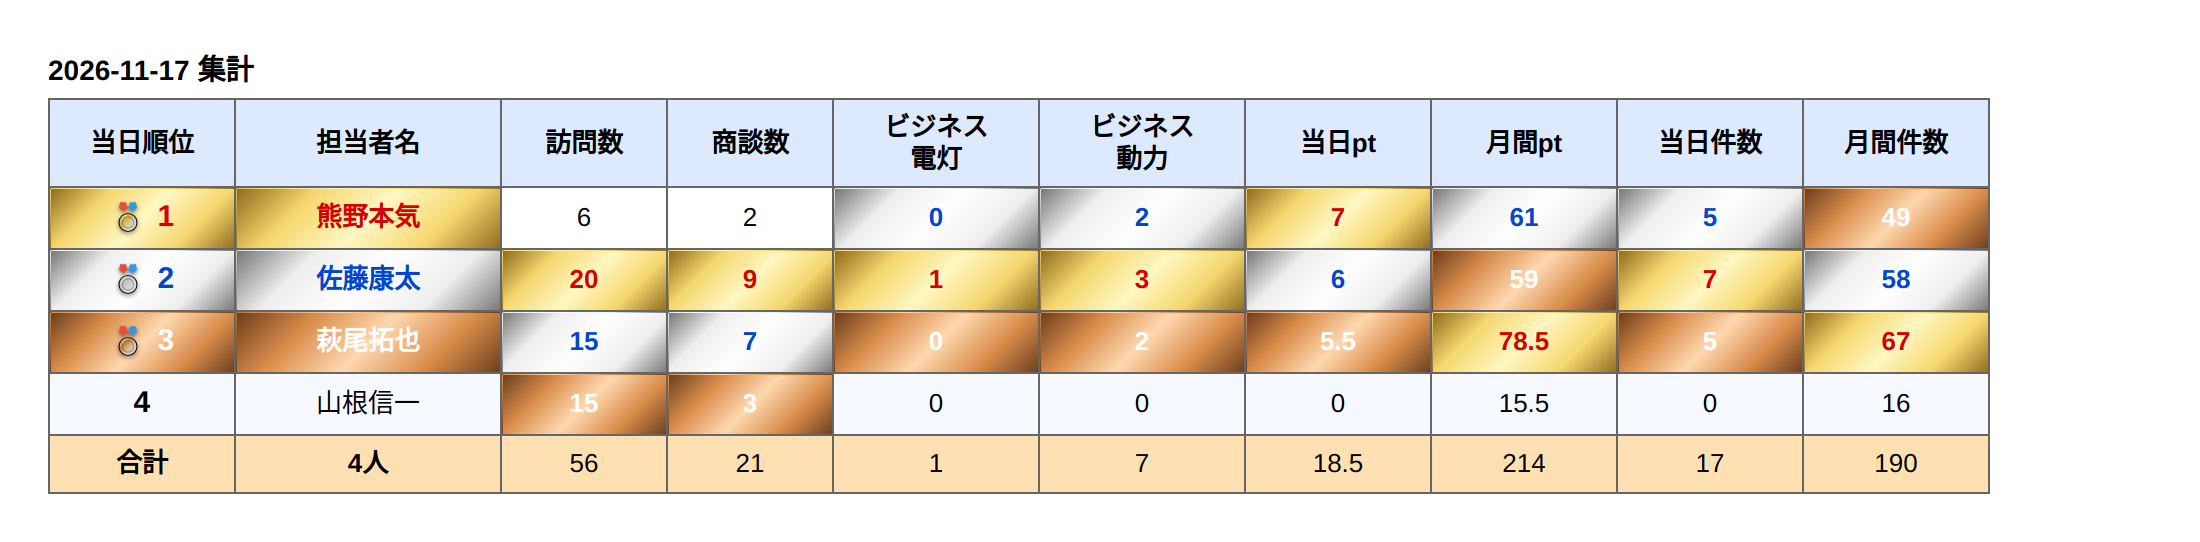 2026-11-17 集計
当日順位 担当者名 訪問数 商談数 ビジネス電灯 ビジネス動力 当日pt 月間pt 当日件数 月間件数
1 熊野本気 6 2 0 2 7 61 5 49
2 佐藤康太 20 9 1 3 6 59 7 58
3 萩尾拓也 15 7 0 2 5.5 78.5 5 67
4 山根信一 15 3 0 0 0 15.5 0 16
合計 4人 56 21 1 7 18.5 214 17 190